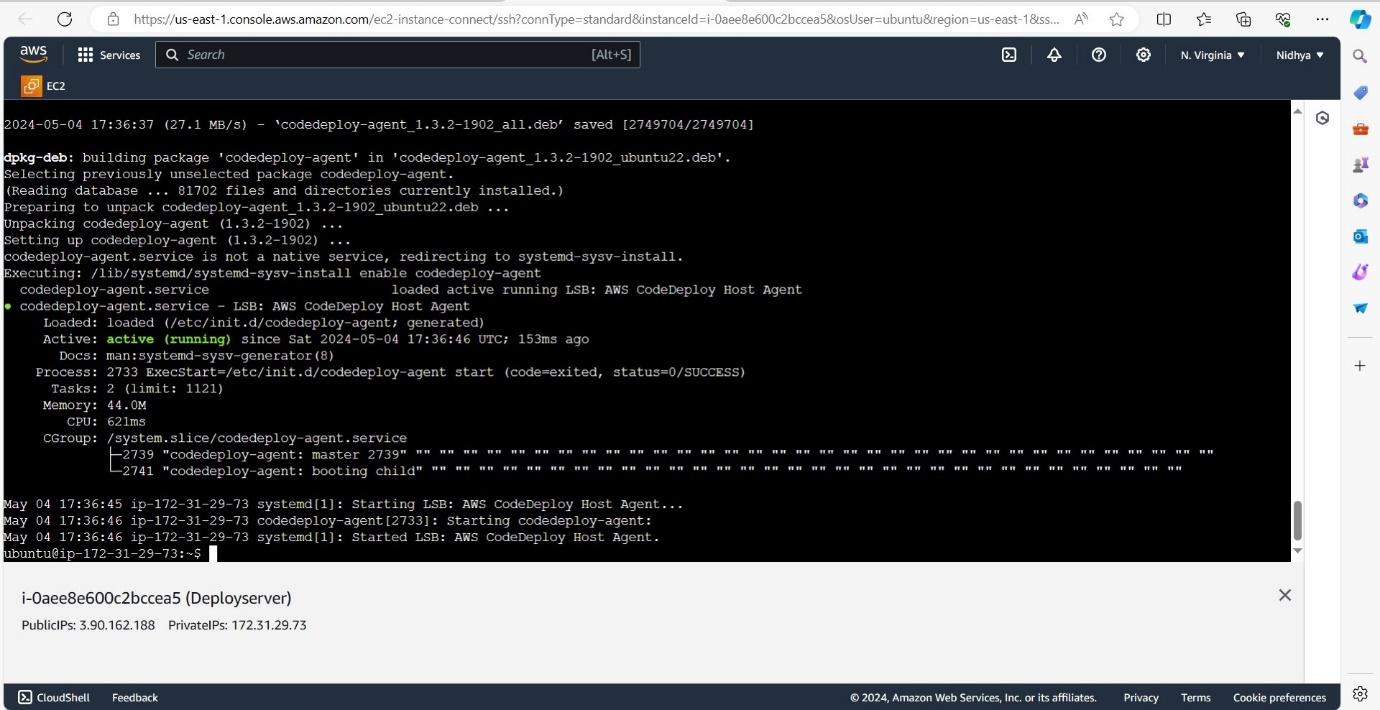 https://us-east-1.console.aws.amazon.com/ec2-instance-connect/ssh?connType=standard&instanceId=i-0aee8e600c2bccea5&osUser=ubuntu&region=us-east-1&ss...
aws Services Search [Alt+S] N. Virginia ▼ Nidhya ▼
EC2
2024-05-04 17:36:37 (27.1 MB/s) - ‘codedeploy-agent_1.3.2-1902_all.deb’ saved [2749704/2749704]
dpkg-deb: building package 'codedeploy-agent' in 'codedeploy-agent_1.3.2-1902_ubuntu22.deb'.
Selecting previously unselected package codedeploy-agent.
(Reading database ... 81702 files and directories currently installed.)
Preparing to unpack codedeploy-agent_1.3.2-1902_ubuntu22.deb ...
Unpacking codedeploy-agent (1.3.2-1902) ...
Setting up codedeploy-agent (1.3.2-1902) ...
codedeploy-agent.service is not a native service, redirecting to systemd-sysv-install.
Executing: /lib/systemd/systemd-sysv-install enable codedeploy-agent
codedeploy-agent.service loaded active running LSB: AWS CodeDeploy Host Agent
● codedeploy-agent.service - LSB: AWS CodeDeploy Host Agent
Loaded: loaded (/etc/init.d/codedeploy-agent; generated)
Active: active (running) since Sat 2024-05-04 17:36:46 UTC; 153ms ago
Docs: man:systemd-sysv-generator(8)
Process: 2733 ExecStart=/etc/init.d/codedeploy-agent start (code=exited, status=0/SUCCESS)
Tasks: 2 (limit: 1121)
Memory: 44.0M
CPU: 621ms
CGroup: /system.slice/codedeploy-agent.service
├─2739 "codedeploy-agent: master 2739" "" "" "" "" "" "" "" "" "" "" "" "" "" "" "" "" "" "" "" "" "" "" "" "" "" "" "" "" "" "" "" "" "" ""
└─2741 "codedeploy-agent: booting child" "" "" "" "" "" "" "" "" "" "" "" "" "" "" "" "" "" "" "" "" "" "" "" "" "" "" "" "" "" "" "" ""
May 04 17:36:45 ip-172-31-29-73 systemd[1]: Starting LSB: AWS CodeDeploy Host Agent...
May 04 17:36:46 ip-172-31-29-73 codedeploy-agent[2733]: Starting codedeploy-agent:
May 04 17:36:46 ip-172-31-29-73 systemd[1]: Started LSB: AWS CodeDeploy Host Agent.
ubuntu@ip-172-31-29-73:~$
i-0aee8e600c2bccea5 (Deployserver)
PublicIPs: 3.90.162.188 PrivateIPs: 172.31.29.73
CloudShell Feedback © 2024, Amazon Web Services, Inc. or its affiliates. Privacy Terms Cookie preferences